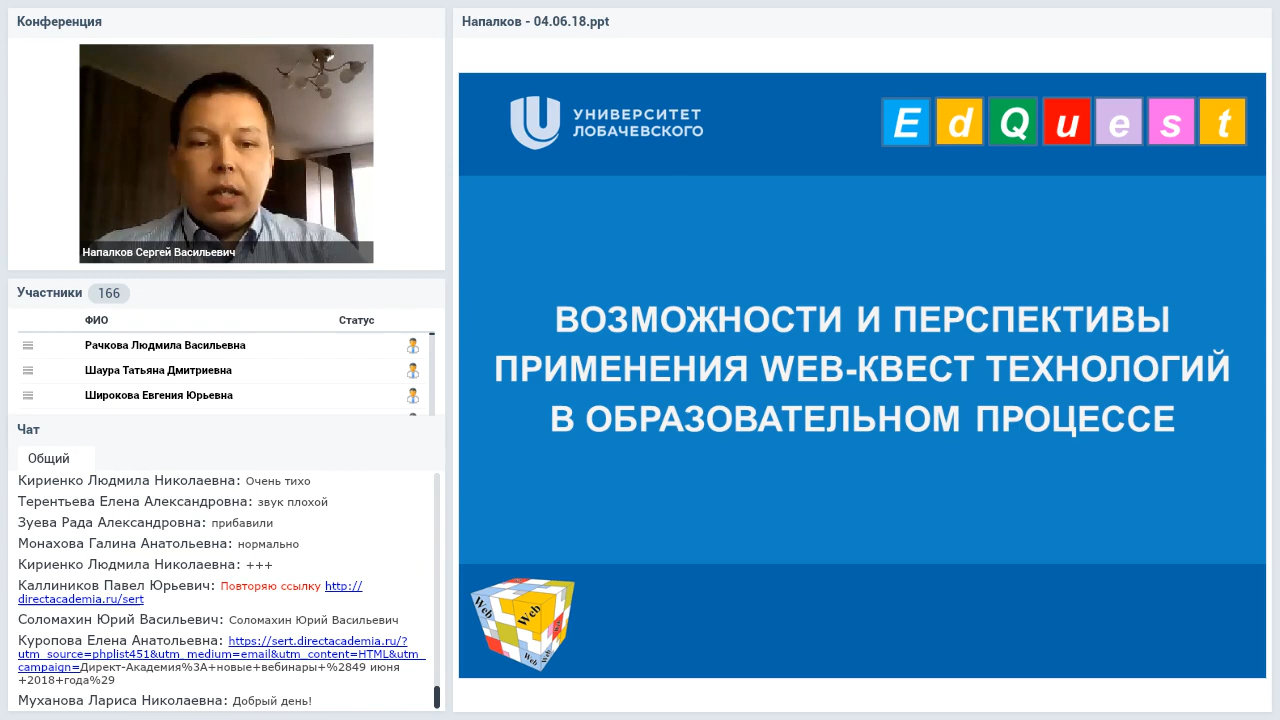 Конференция
Напалков Сергей Васильевич
Участники 166
ФИО Статус
Рачкова Людмила Васильевна
Шаура Татьяна Дмитриевна
Широкова Евгения Юрьевна
Чат
Общий
Кириенко Людмила Николаевна: Очень тихо
Терентьева Елена Александровна: звук плохой
Зуева Рада Александровна: прибавили
Монахова Галина Анатольевна: нормально
Кириенко Людмила Николаевна: +++
Каллиников Павел Юрьевич: Повторяю ссылку http://
directacademia.ru/sert
Соломахин Юрий Васильевич: Соломахин Юрий Васильевич
Куропова Елена Анатольевна: https://sert.directacademia.ru/?
utm_source=phplist451&utm_medium=email&utm_content=HTML&utm_
campaign=Директ-Академия%3A+новые+вебинары+%2849 июня
+2018+года%29
Муханова Лариса Николаевна: Добрый день!
Напалков - 04.06.18.ppt
УНИВЕРСИТЕТ
ЛОБАЧЕВСКОГО
EdQuest
ВОЗМОЖНОСТИ И ПЕРСПЕКТИВЫ
ПРИМЕНЕНИЯ WEB-КВЕСТ ТЕХНОЛОГИЙ
В ОБРАЗОВАТЕЛЬНОМ ПРОЦЕССЕ
Web
Web
Web
Web
Web